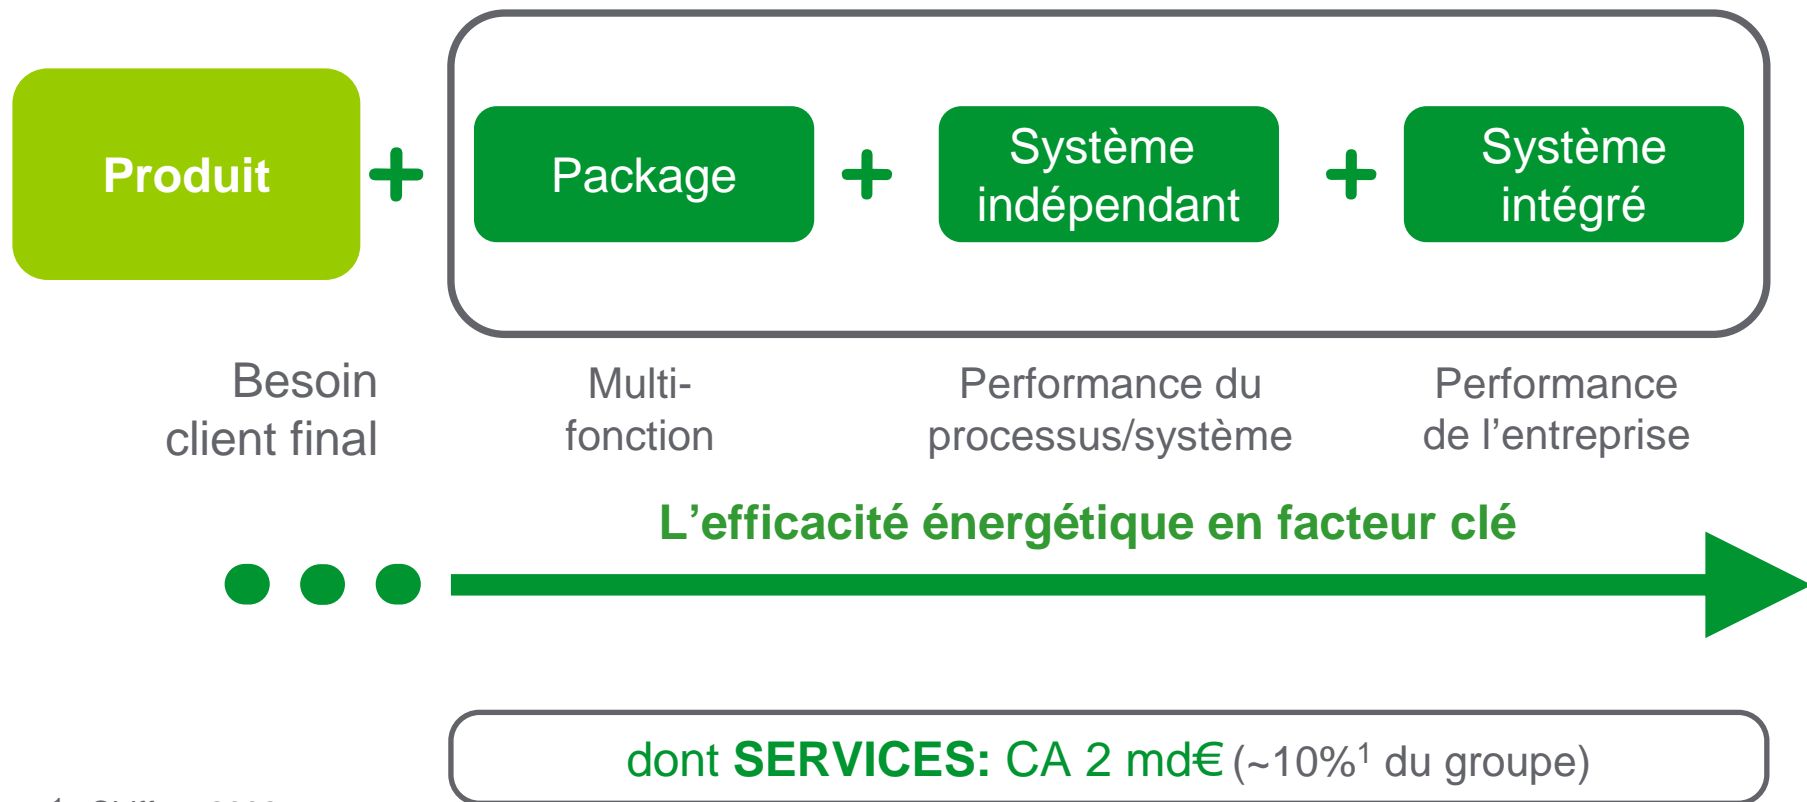 Produit
+
Package
+
Système
indépendant
+
Système
intégré
Besoin
client final
Multi-
fonction
Performance du
processus/système
Performance
de l’entreprise
L’efficacité énergétique en facteur clé
dont SERVICES: CA 2 md€ (~10%1 du groupe)